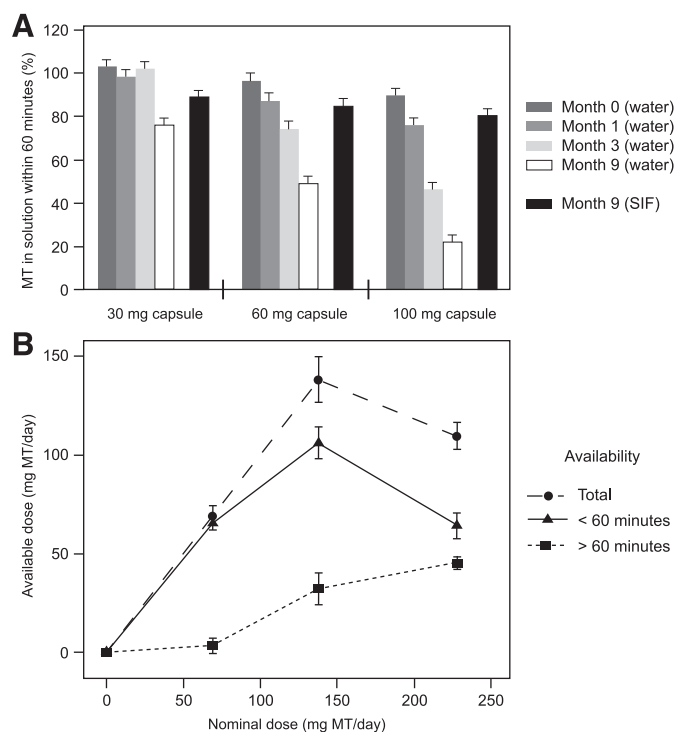 A
MT in solution within 60 minutes (%)
120
100
80
60
40
20
0
30 mg capsule
60 mg capsule
100 mg capsule
Month 0 (water)
Month 1 (water)
Month 3 (water)
Month 9 (water)
Month 9 (SIF)
B
Available dose (mg MT/day)
150
100
50
0
0
50
100
150
200
250
Nominal dose (mg MT/day)
Availability
Total
< 60 minutes
> 60 minutes